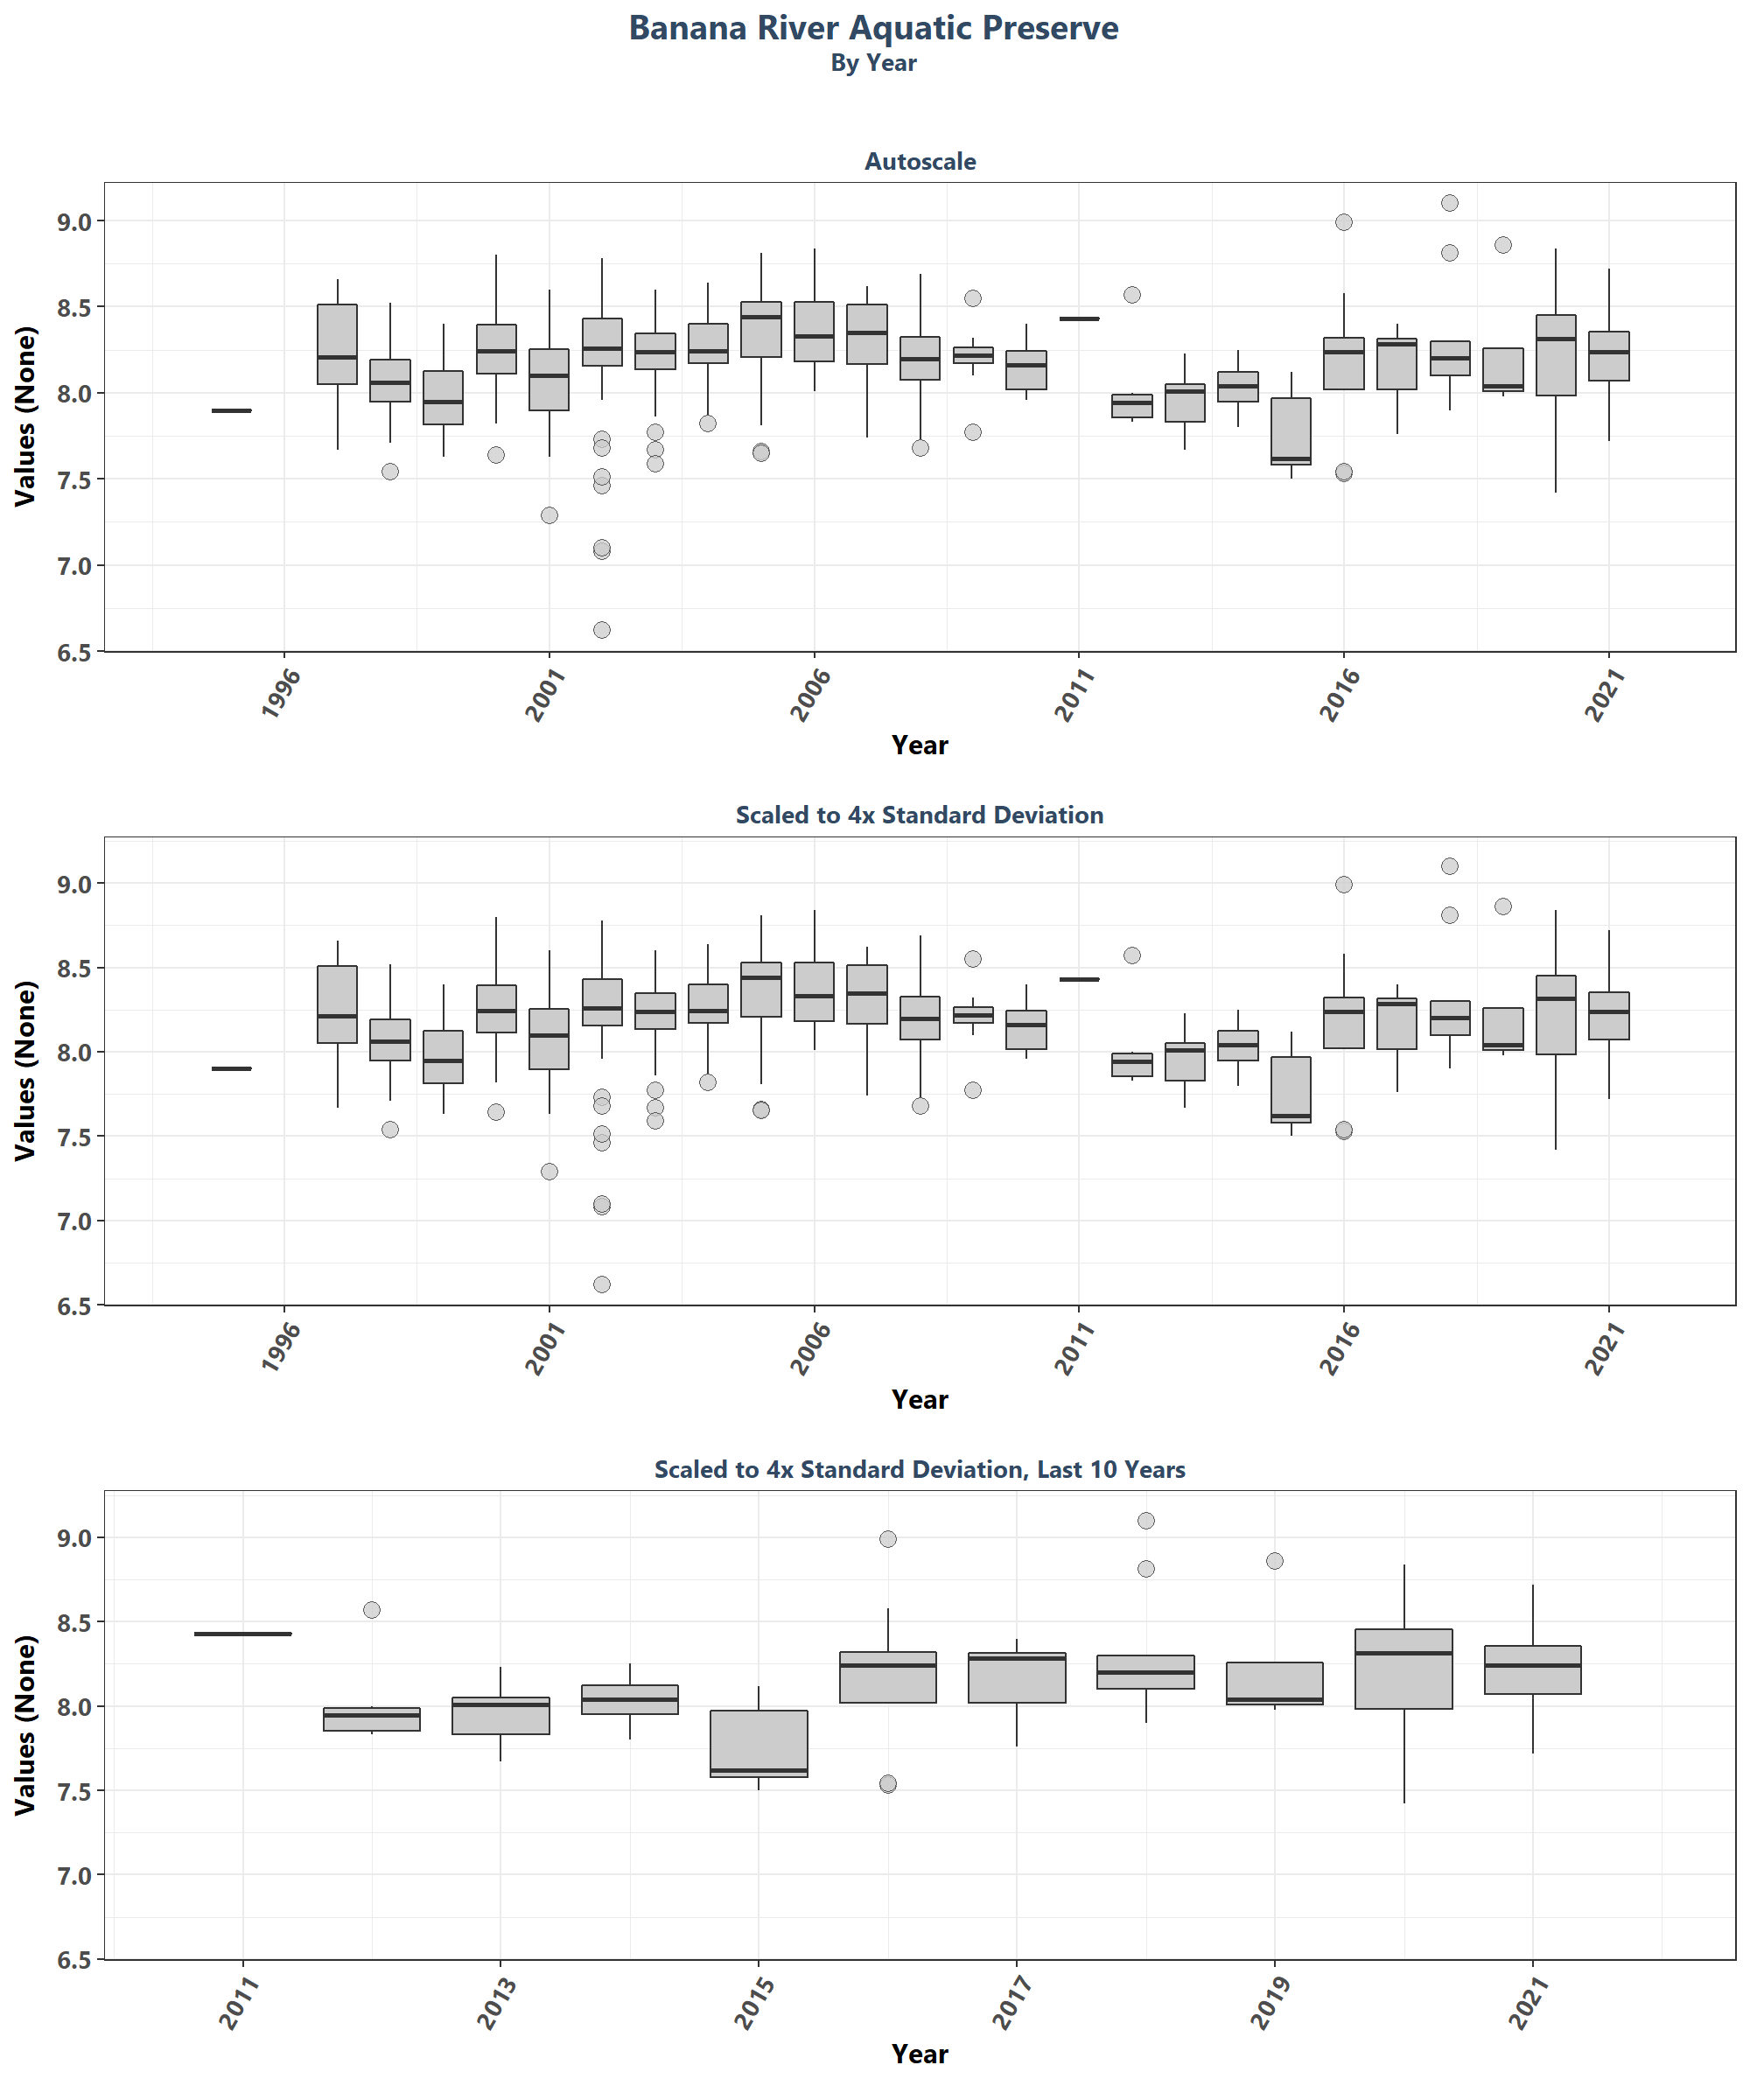 Banana River Aquatic Preserve
By Year
Autoscale
Values (None)
9.0
8.5
8.0
7.5
7.0
6.5
1996 2001 2006 2011 2016 2021
Year
Scaled to 4x Standard Deviation
Values (None)
9.0
8.5
8.0
7.5
7.0
6.5
1996 2001 2006 2011 2016 2021
Year
Scaled to 4x Standard Deviation, Last 10 Years
Values (None)
9.0
8.5
8.0
7.5
7.0
6.5
2011 2013 2015 2017 2019 2021
Year